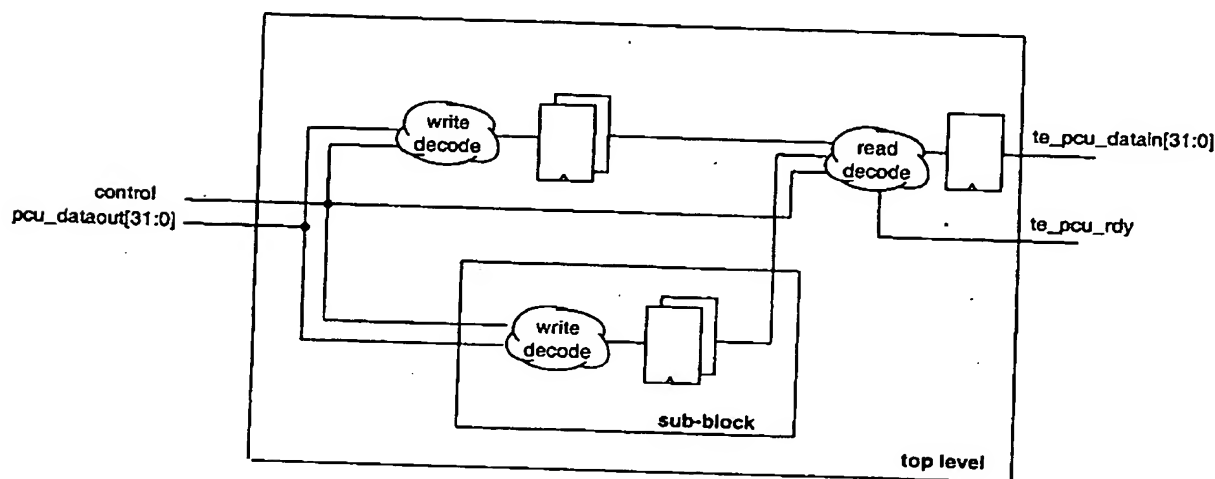 write
decode
read
decode
te_pcu_datain[31:0]
control
pcu_dataout[31:0]
te_pcu_rdy
write
decode
sub-block
top level